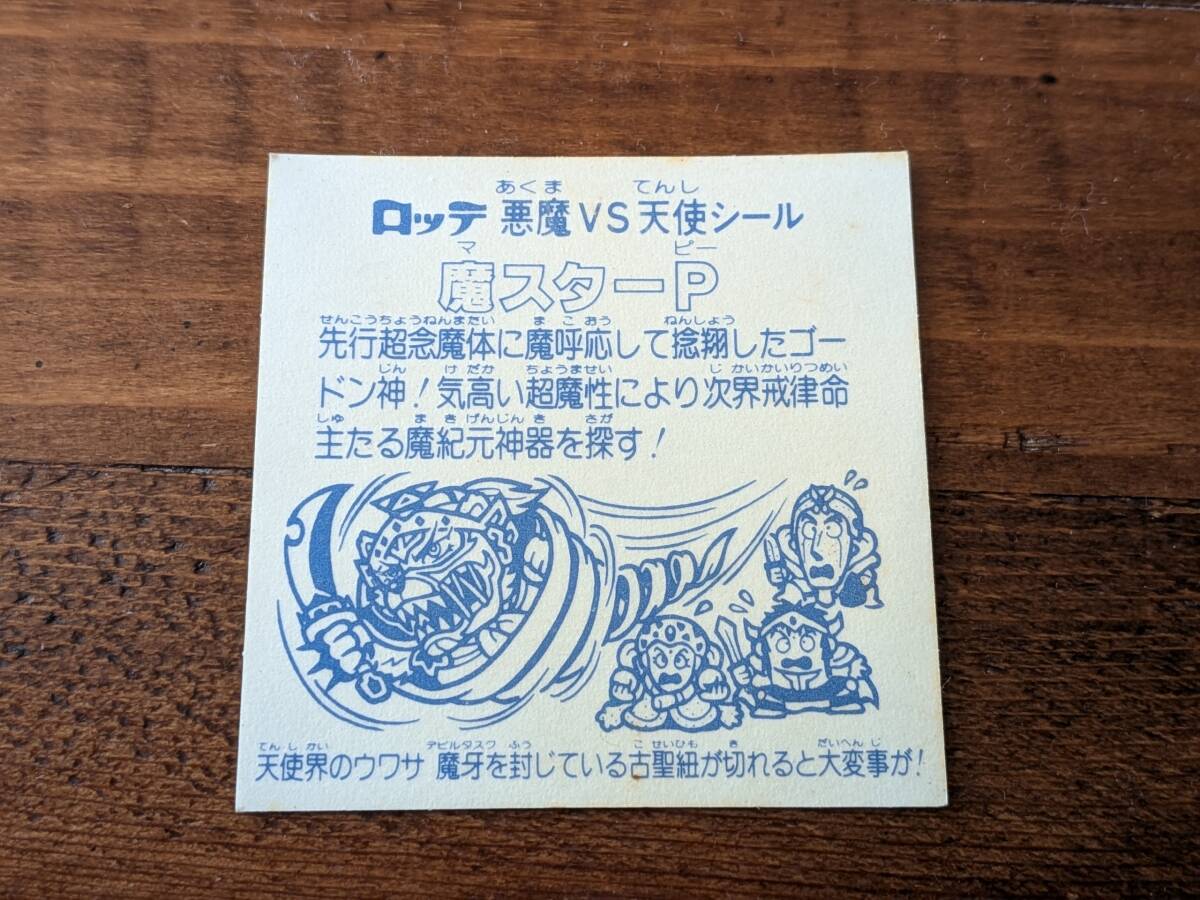 あくま てんし
ロッテ 悪魔VS天使シール
マ ピー
魔スターP
せんこうちょうねんまたい まこおう ねんしょう
先行超念魔体に魔呼応して捻翔したゴー
じん けだか ちょうませい じかいかいりつめい
ドン神！気高い超魔性により次界戒律命
しゅ まきげんじんき さが
主たる魔紀元神器を探す！
てんしかい デビルタスク ふう こせいひも き だいへんじ
天使界のウワサ 魔牙を封じている古聖紐が切れると大変事が！